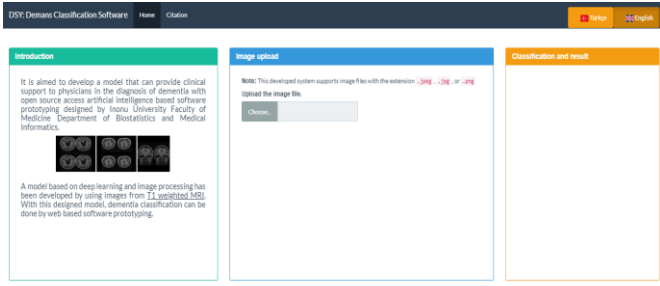 DSY: Demans Classification Software Home Citation
Türkçe English
Introduction
It is aimed to develop a model that can provide clinical
support to physicians in the diagnosis of dementia with
open source access artificial intelligence based software
prototyping designed by Inonu University Faculty of
Medicine Department of Biostatistics and Medical
Informatics.
A model based on deep learning and image processing has
been developed by using images from T1 weighted MRI.
With this designed model, dementia classification can be
done by web based software prototyping.
Image upload
Note: This developed system supports image files with the extension .jpeg , .jpg , or .png
Upload the image file.
Choose..
Classification and result